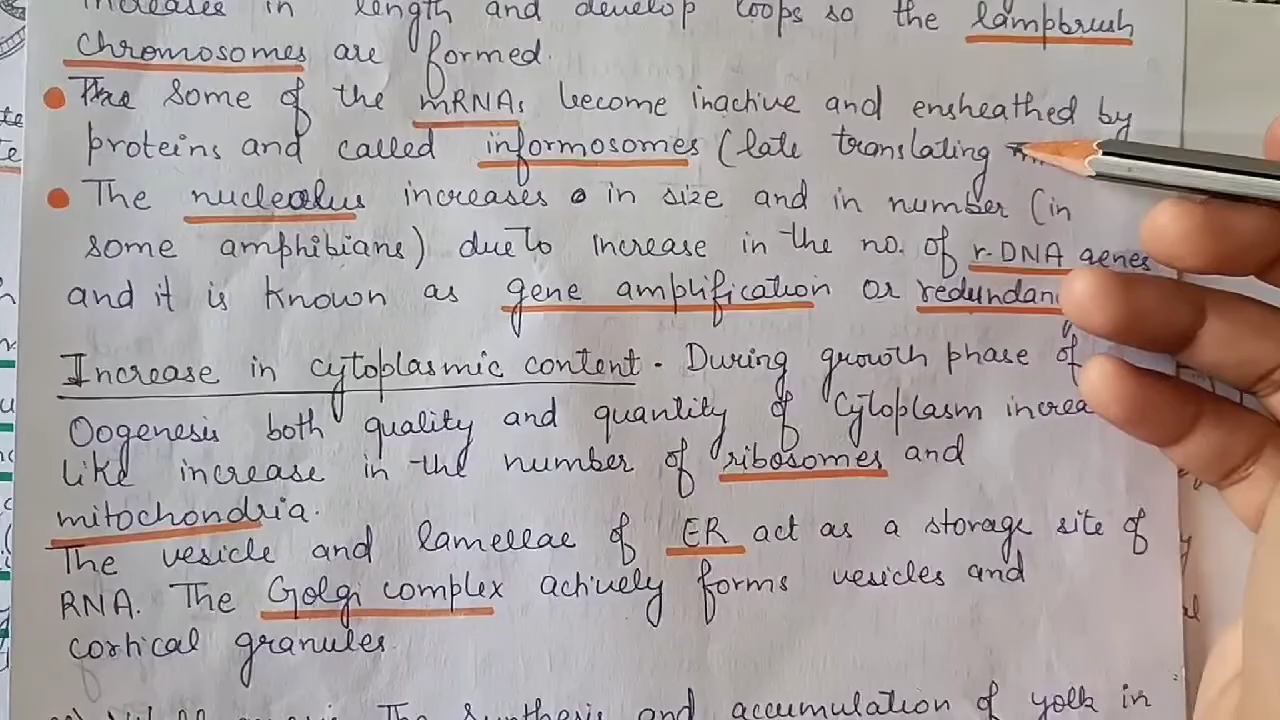 increases in length and develop loops so the lampbrush
chromosomes are formed.
• Some of the mRNAs become inactive and ensheathed by
proteins and called informosomes (late translating
• The nucleolus increases in size and in number (in
some amphibians) due to increase in the no. of r-DNA genes
and it is known as gene amplification or
Increase in cytoplasmic content - During growth phase of
Oogenesis both quality and quantity of cytoplasm
like increase in the number of ribosomes and
mitochondria.
The vesicle and lamellae of ER act as a storage site of
RNA. The Golgi complex actively forms vesicles and
cortical granules.
The synthesis and accumulation of yolk in